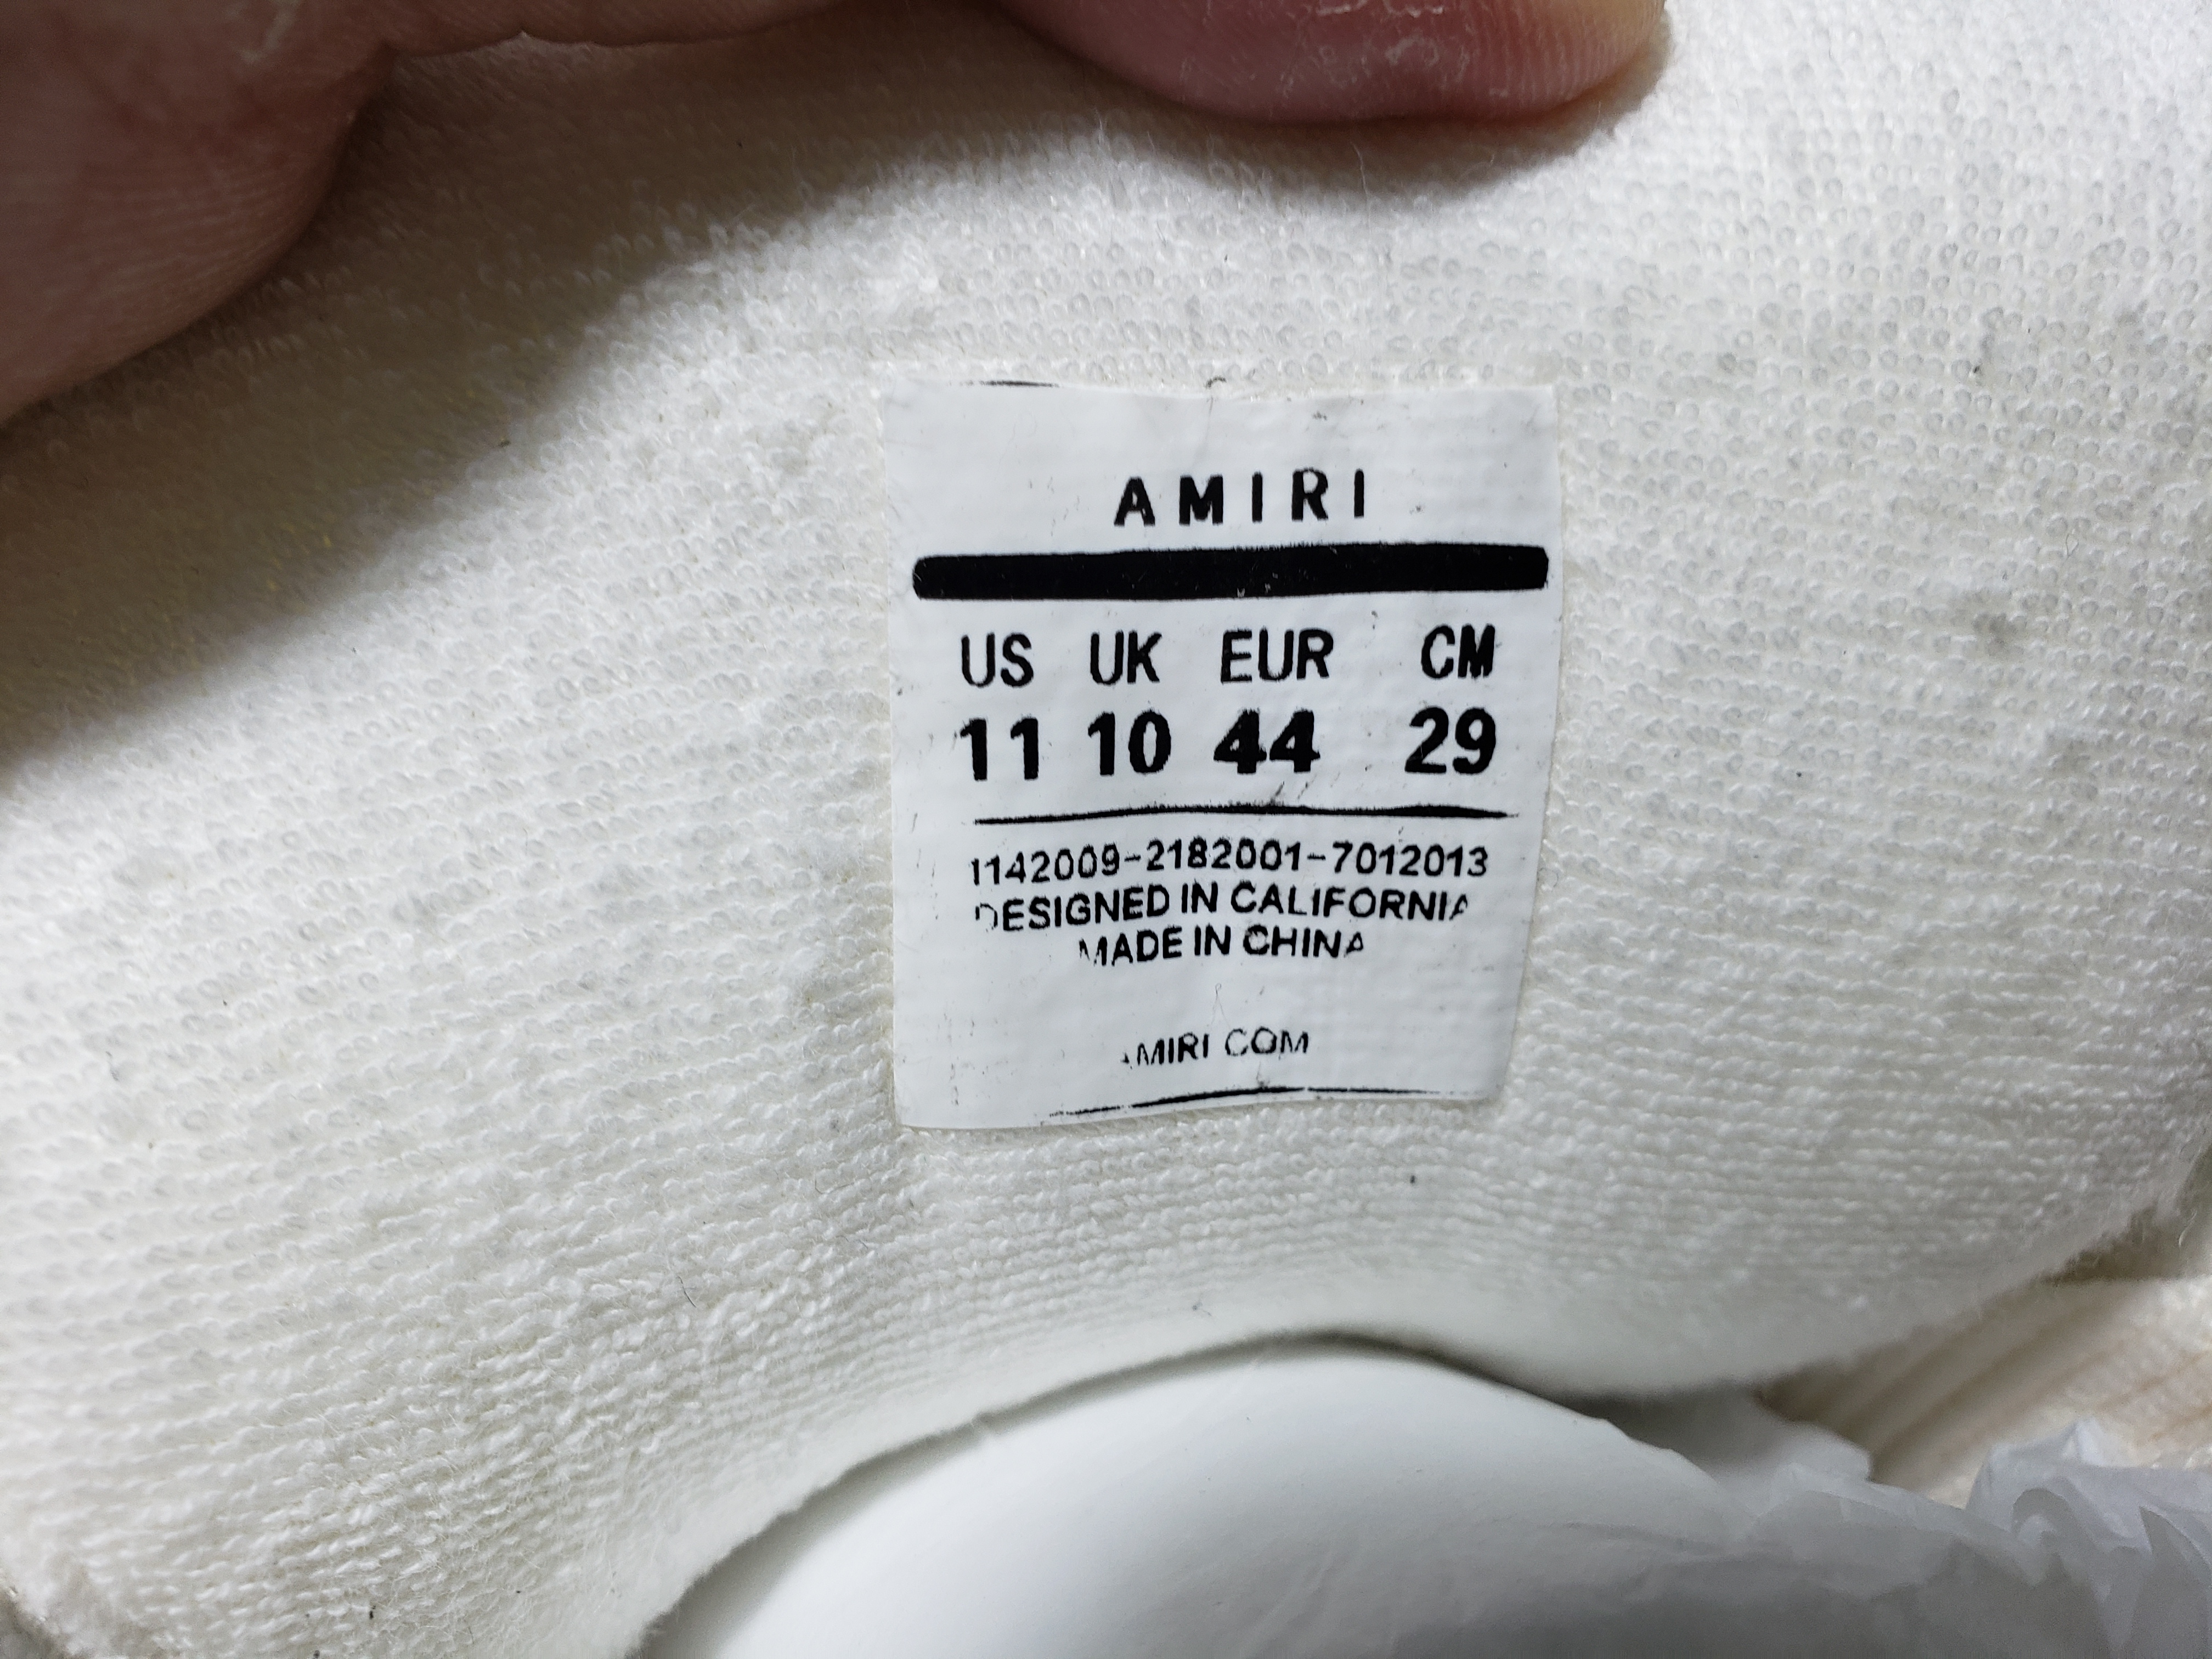 AMIRI
US UK EUR CM
11 10 44 29
1142009-2182001-7012013
DESIGNED IN CALIFORNIA
MADE IN CHINA
AMIRI COM